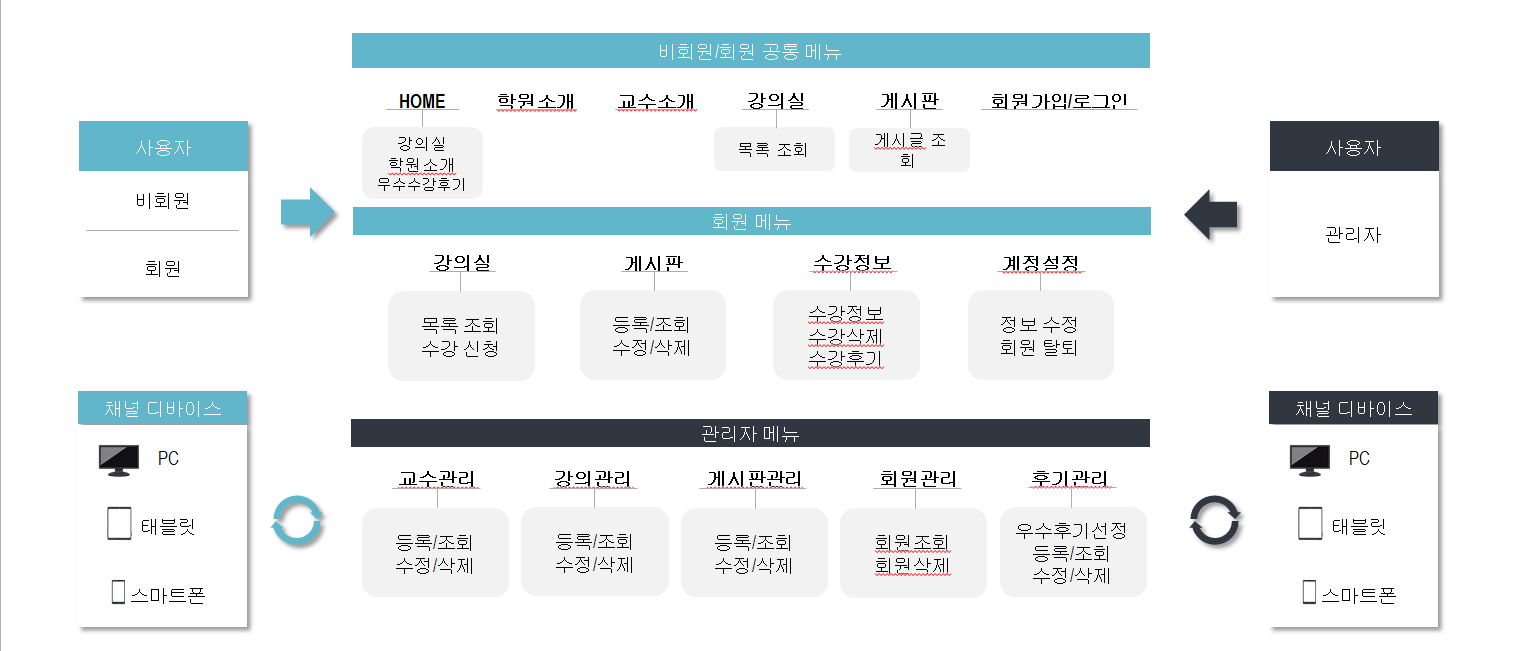 비회원/회원 공통 메뉴
HOME
학원소개
교수소개
강의실
게시판
회원가입/로그인
강의실
학원소개
우수수강후기
목록 조회
게시글 조
회
사용자
비회원
회원
사용자
관리자
회원 메뉴
강의실
게시판
수강정보
계정설정
목록 조회
수강 신청
등록/조회
수정/삭제
수강정보
수강삭제
수강후기
정보 수정
회원 탈퇴
채널 디바이스
PC
태블릿
스마트폰
관리자 메뉴
교수관리
강의관리
게시판관리
회원관리
후기관리
등록/조회
수정/삭제
등록/조회
수정/삭제
등록/조회
수정/삭제
회원조회
회원삭제
우수후기선정
등록/조회
수정/삭제
채널 디바이스
PC
태블릿
스마트폰